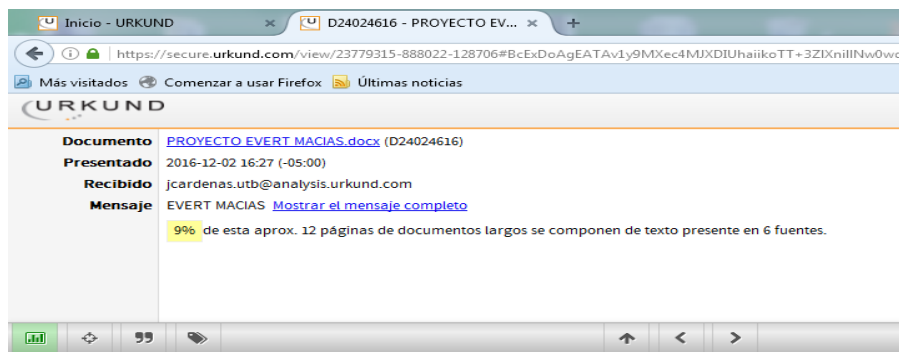 Inicio - URKUND
D24024616 - PROYECTO EV...
https://secure.urkund.com/view/23779315-888022-128706#BcExDoAgEATAv1y9MXec4MJXDIUhaiikoTT+3ZIXnillNw0wc
Más visitados Comenzar a usar Firefox Últimas noticias
URKUND
Documento PROYECTO EVERT MACIAS.docx (D24024616)
Presentado 2016-12-02 16:27 (-05:00)
Recibido jcardenas.utb@analysis.urkund.com
Mensaje EVERT MACIAS Mostrar el mensaje completo
9% de esta aprox. 12 páginas de documentos largos se componen de texto presente en 6 fuentes.